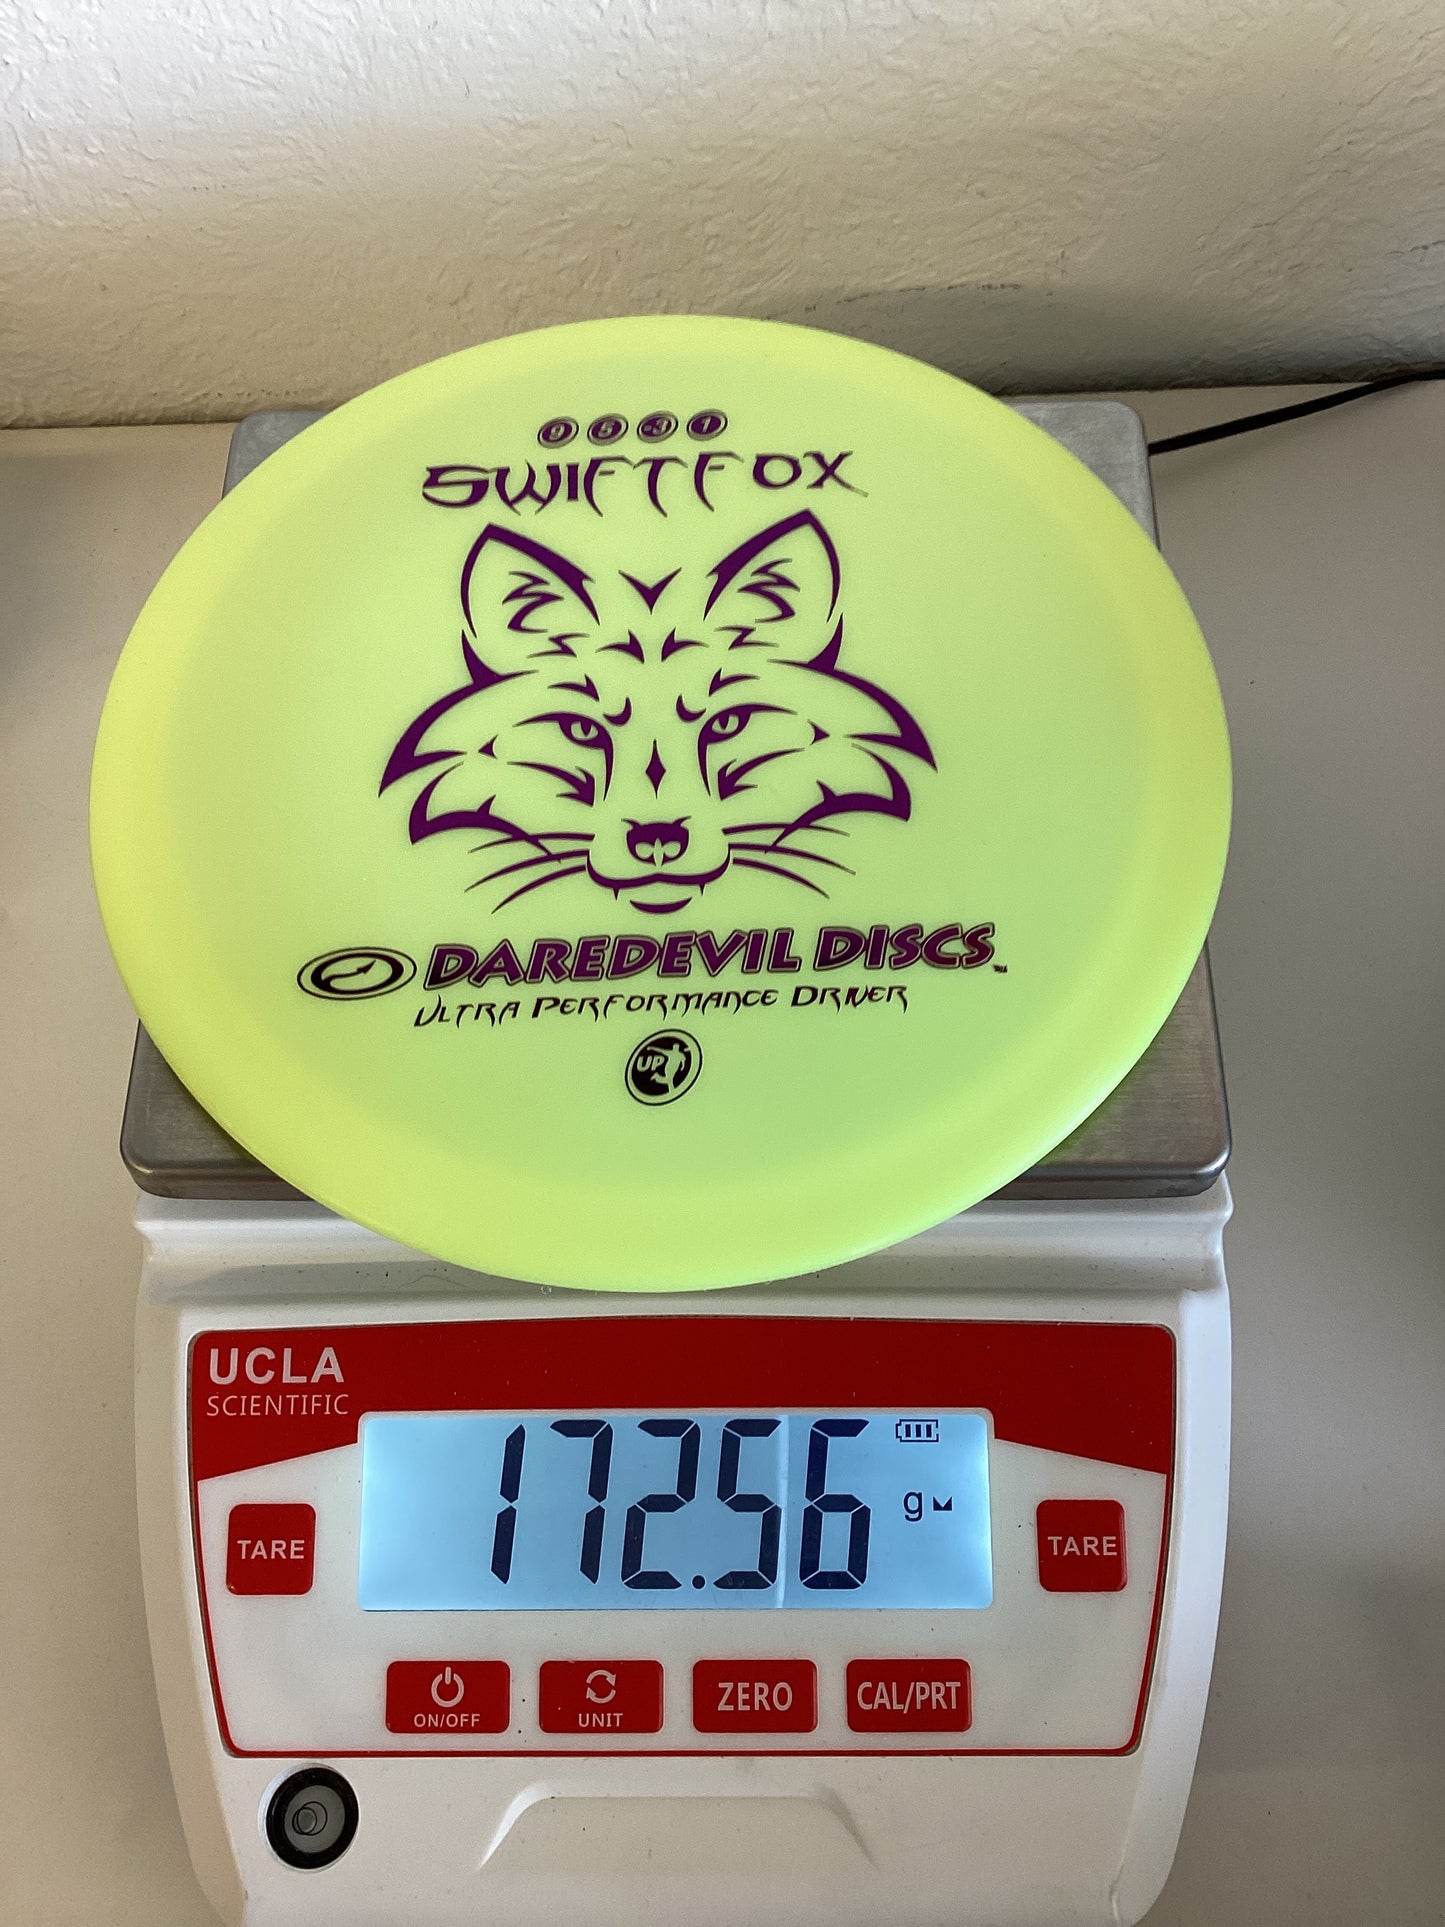 9 5 -3 1
SWIFTFOX
DAREDEVIL DISCS™
ULTRA PERFORMANCE DRIVER
UP
UCLA
SCIENTIFIC
172.56 g
TARE
TARE
ON/OFF
UNIT
ZERO
CAL/PRT